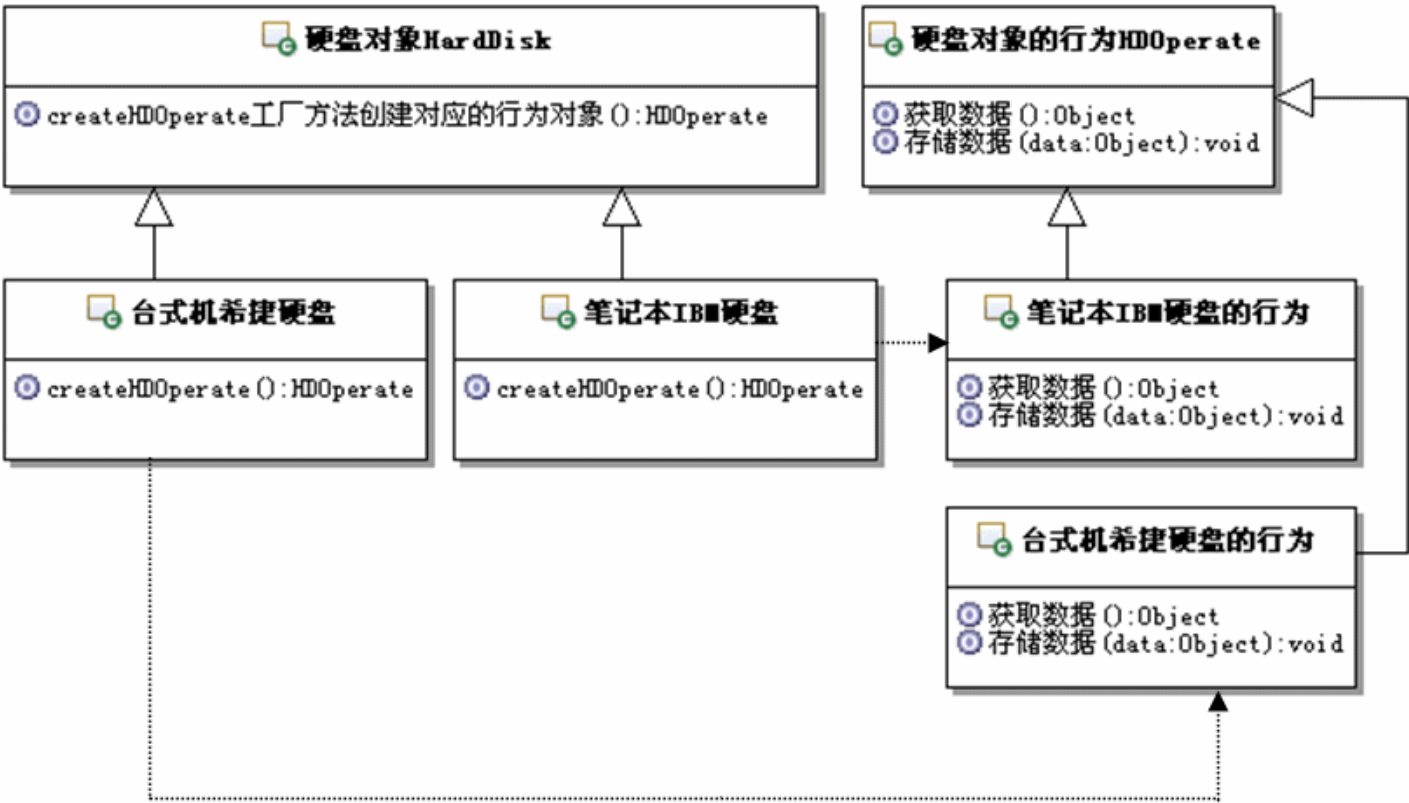 硬盘对象HardDisk
createHDOperate工厂方法创建对应的行为对象():HDOperate
硬盘对象的行为HDOperate
获取数据():Object
存储数据(data:Object):void
台式机希捷硬盘
createHDOperate():HDOperate
笔记本IBM硬盘
createHDOperate():HDOperate
笔记本IBM硬盘的行为
获取数据():Object
存储数据(data:Object):void
台式机希捷硬盘的行为
获取数据():Object
存储数据(data:Object):void